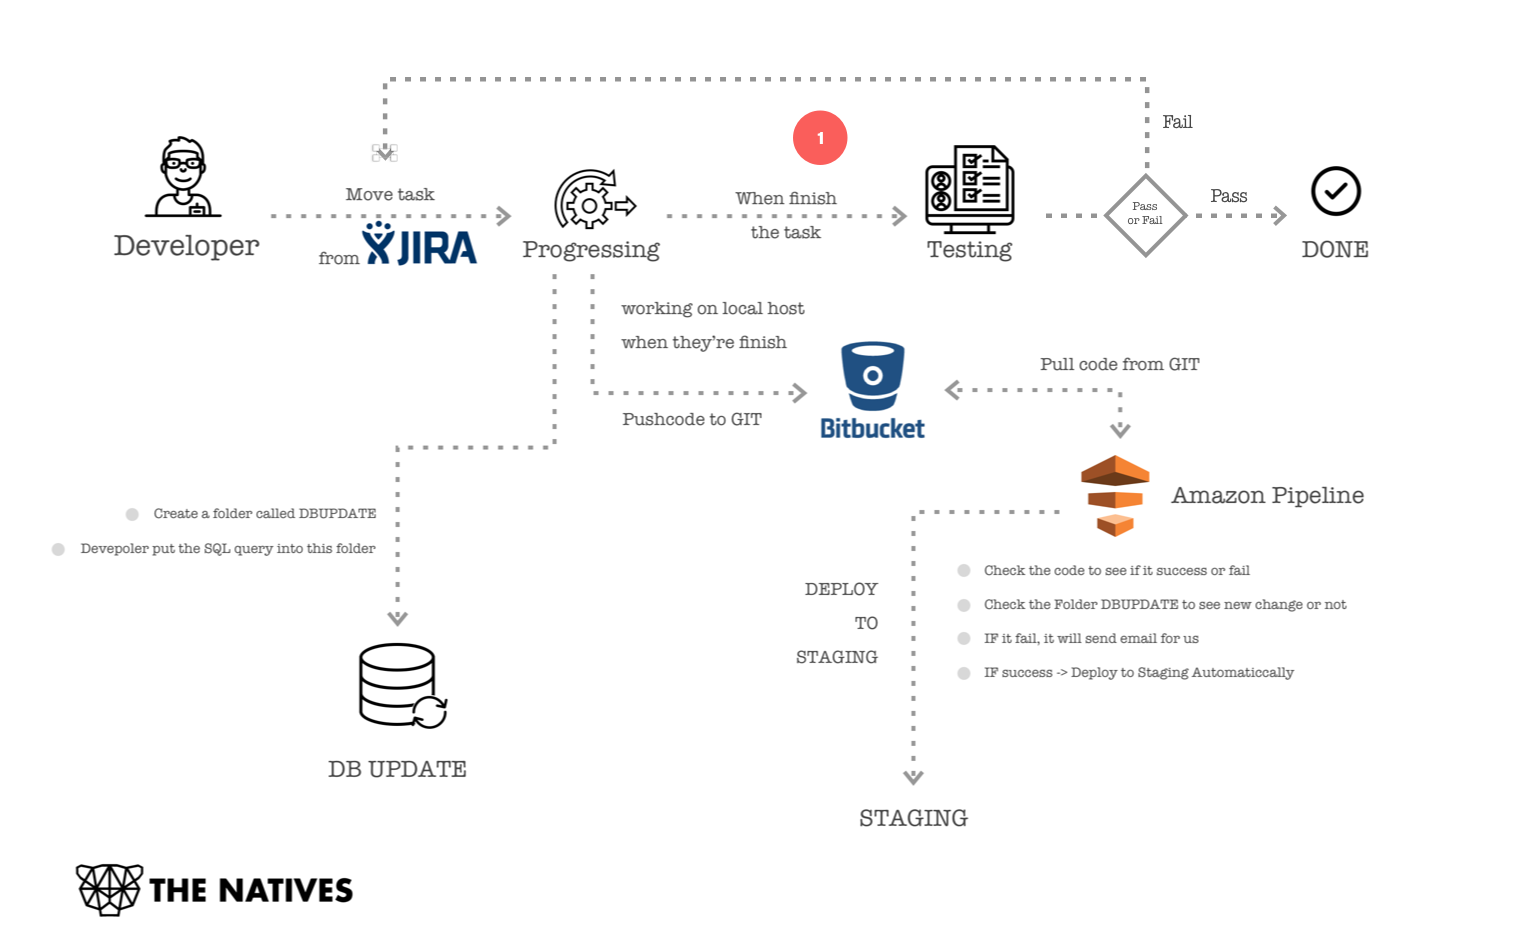 Fail
1
Move task
When finish
Pass
Pass
or Fail
the task
Developer
from JIRA
Progressing
Testing
DONE
working on local host
when they're finish
Pull code from GIT
Pushcode to GIT
Bitbucket
Amazon Pipeline
Create a folder called DBUPDATE
Devepoler put the SQL query into this folder
DEPLOY
TO
STAGING
Check the code to see if it success or fail
Check the Folder DBUPDATE to see new change or not
IF it fail, it will send email for us
IF success -> Deploy to Staging Automaticcally
DB UPDATE
STAGING
THE NATIVES